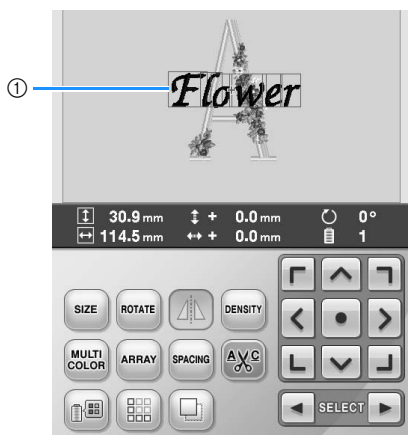 ①
A
Flower
30.9 mm + 0.0 mm 0°
114.5 mm + 0.0 mm 1
SIZE ROTATE DENSITY
MULTI COLOR ARRAY SPACING A C
SELECT